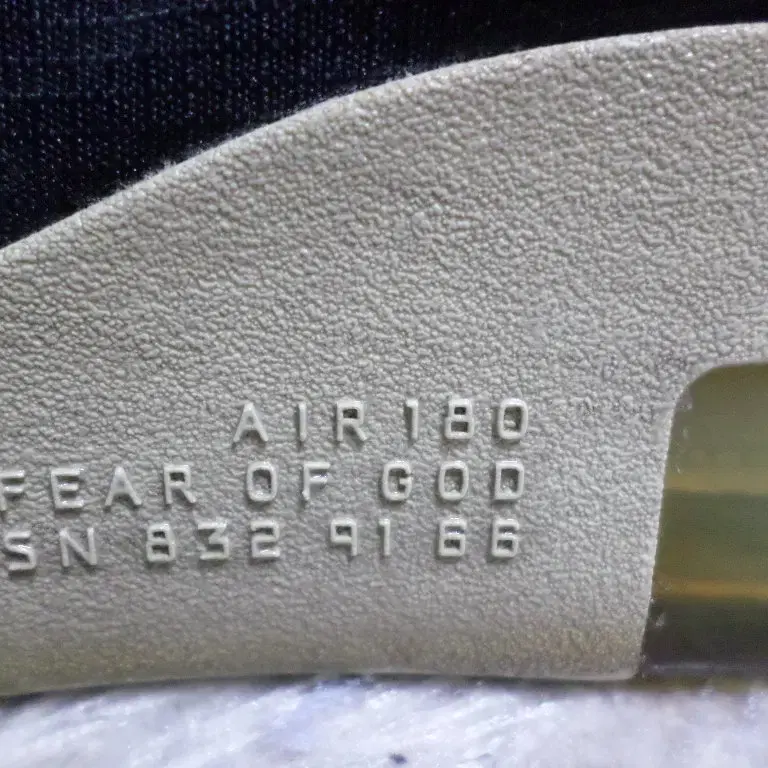 AIR 180
FEAR OF GOD
SN 832 91 66